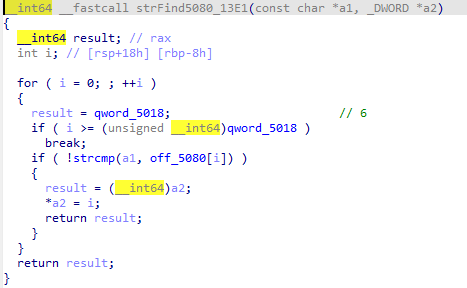 __int64 __fastcall strFind5080_13E1(const char *a1, _DWORD *a2)
{
  __int64 result; // rax
  int i; // [rsp+18h] [rbp-8h]

  for ( i = 0; ; ++i )
  {
    result = qword_5018;                            // 6
    if ( i >= (unsigned __int64)qword_5018 )
      break;
    if ( !strcmp(a1, off_5080[i]) )
    {
      result = (__int64)a2;
      *a2 = i;
      return result;
    }
  }
  return result;
}